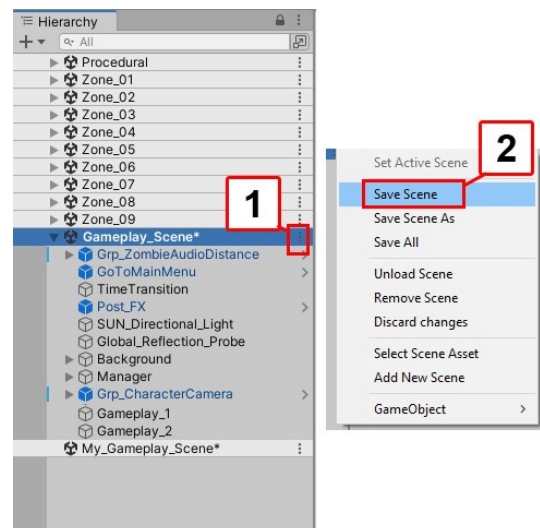 Hierarchy
All
Procedural
Zone_01
Zone_02
Zone_03
Zone_04
Zone_05
Zone_06
Zone_07
Zone_08
Zone_09
Gameplay_Scene*
Grp_ZombieAudioDistance
GoToMainMenu
TimeTransition
Post_FX
SUN_Directional_Light
Global_Reflection_Probe
Background
Manager
Grp_CharacterCamera
Gameplay_1
Gameplay_2
My_Gameplay_Scene*
1
2
Set Active Scene
Save Scene
Save Scene As
Save All
Unload Scene
Remove Scene
Discard changes
Select Scene Asset
Add New Scene
GameObject